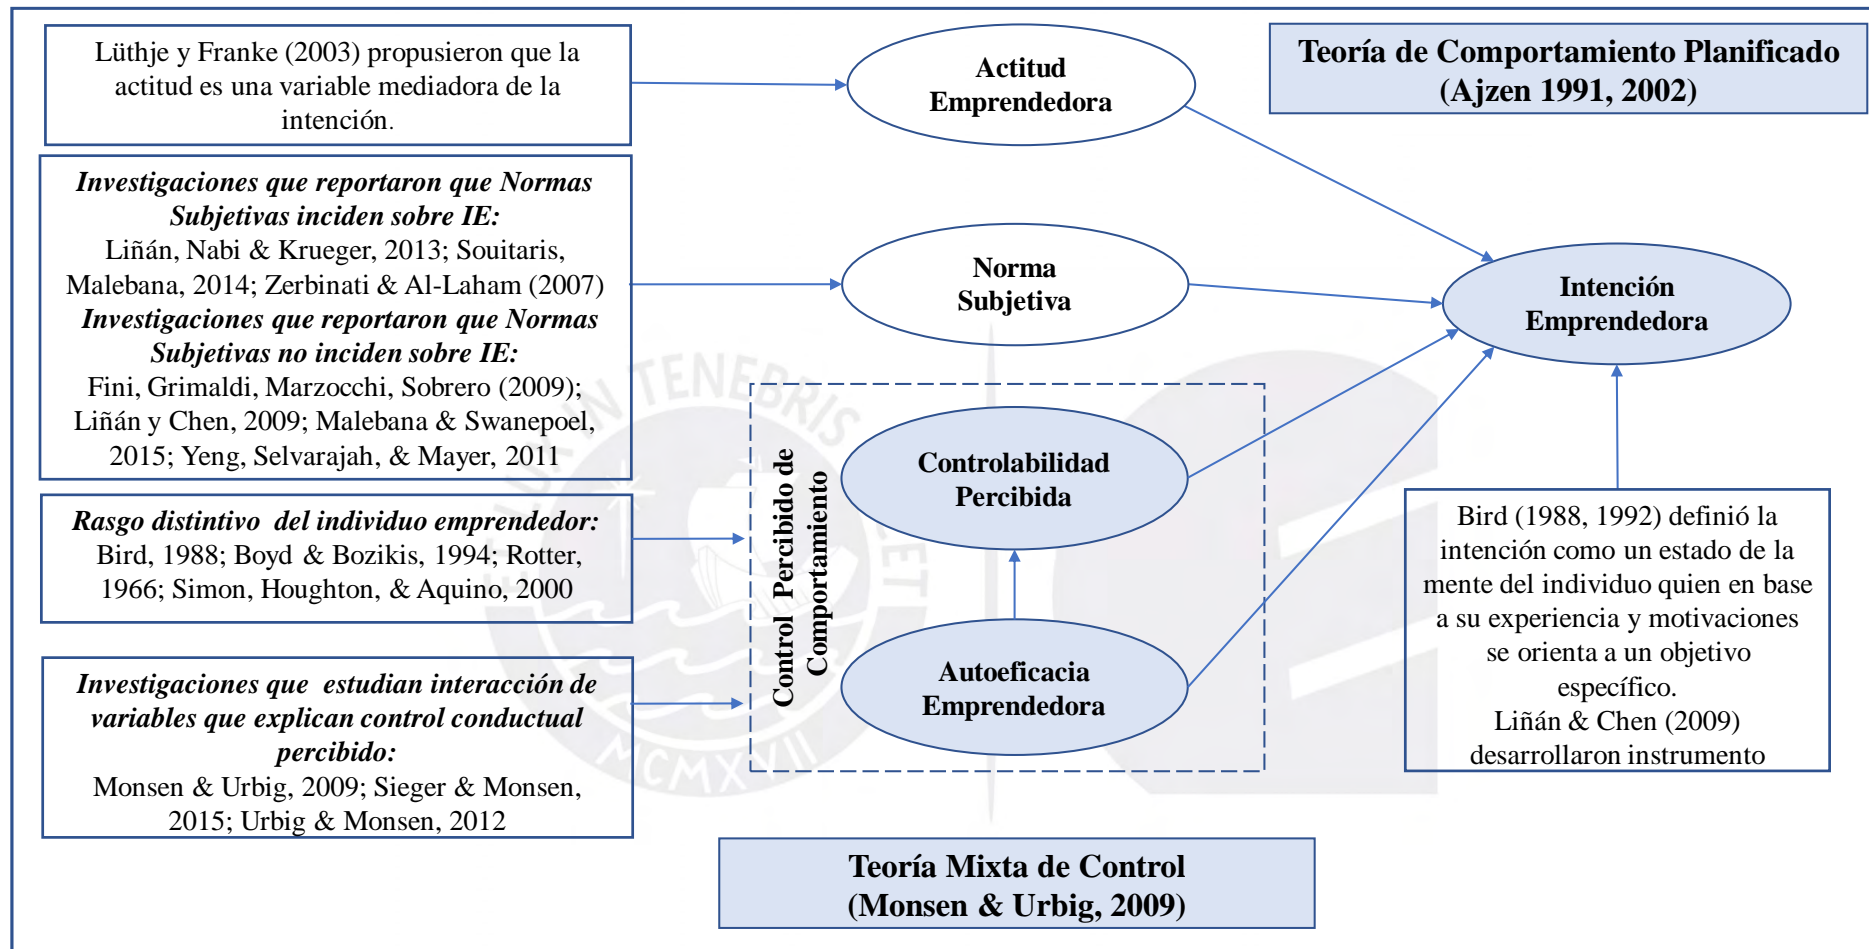 Lüthje y Franke (2003) propusieron que la
actitud es una variable mediadora de la
intención.
Actitud
Emprendedora
Teoría de Comportamiento Planificado
(Ajzen 1991, 2002)
Investigaciones que reportaron que Normas
Subjetivas inciden sobre IE:
Liñán, Nabi & Krueger, 2013; Souitaris,
Malebana, 2014; Zerbinati & Al-Laham (2007)
Investigaciones que reportaron que Normas
Subjetivas no inciden sobre IE:
Fini, Grimaldi, Marzocchi, Sobrero (2009);
Liñán y Chen, 2009; Malebana & Swanepoel,
2015; Yeng, Selvarajah, & Mayer, 2011
Norma
Subjetiva
Intención
Emprendedora
Rasgo distintivo del individuo emprendedor:
Bird, 1988; Boyd & Bozikis, 1994; Rotter,
1966; Simon, Houghton, & Aquino, 2000
Control Percibido de
Comportamiento
Controlabilidad
Percibida
Autoeficacia
Emprendedora
Bird (1988, 1992) definió la
intención como un estado de la
mente del individuo quien en base
a su experiencia y motivaciones
se orienta a un objetivo
específico.
Liñán & Chen (2009)
desarrollaron instrumento
Investigaciones que estudian interacción de
variables que explican control conductual
percibido:
Monsen & Urbig, 2009; Sieger & Monsen,
2015; Urbig & Monsen, 2012
Teoría Mixta de Control
(Monsen & Urbig, 2009)
ET LUX IN TENEBRIS
MCMXVII